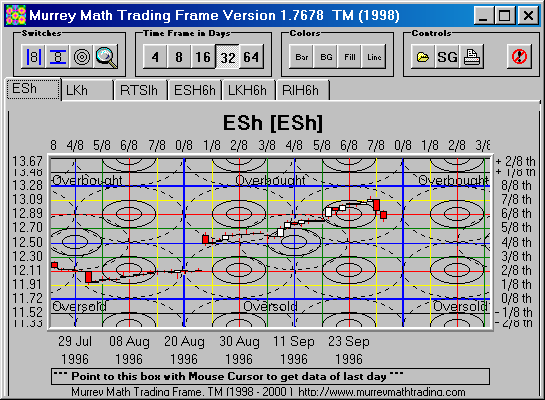 Murrey Math Trading Frame Version 1.7678 TM (1998)
Switches Time Frame in Days Colors Controls
8 8 4 8 16 32 64 Bar BG Fill Line SG
ESh LKh RTSIh ESH6h LKH6h RIH6h
ESh [ESh]
8 4/8 5/8 6/8 7/8 0/8 1/8 2/8 3/8 4/8 5/8 6/8 7/8 0/8 1/8 2/8 3/8
13.67 + 2/8 th
13.46 + 1/8 th
13.28 Overbought Overbought Overbought 8/8 th
13.09 7/8 th
12.89 6/8 th
12.70 5/8 th
12.50 4/8 th
12.30 3/8 th
12.11 2/8 th
11.91 1/8 th
11.72 0/8 th
11.52 Oversold Oversold Oversold - 1/8 th
11.33 - 2/8 th
29 Jul 08 Aug 20 Aug 30 Aug 11 Sep 23 Sep
1996 1996 1996 1996 1996 1996
*** Point to this box with Mouse Cursor to get data of last day ***
Murrey Math Trading Frame, TM (1998 - 2000 ) http://www.murreymathtrading.com